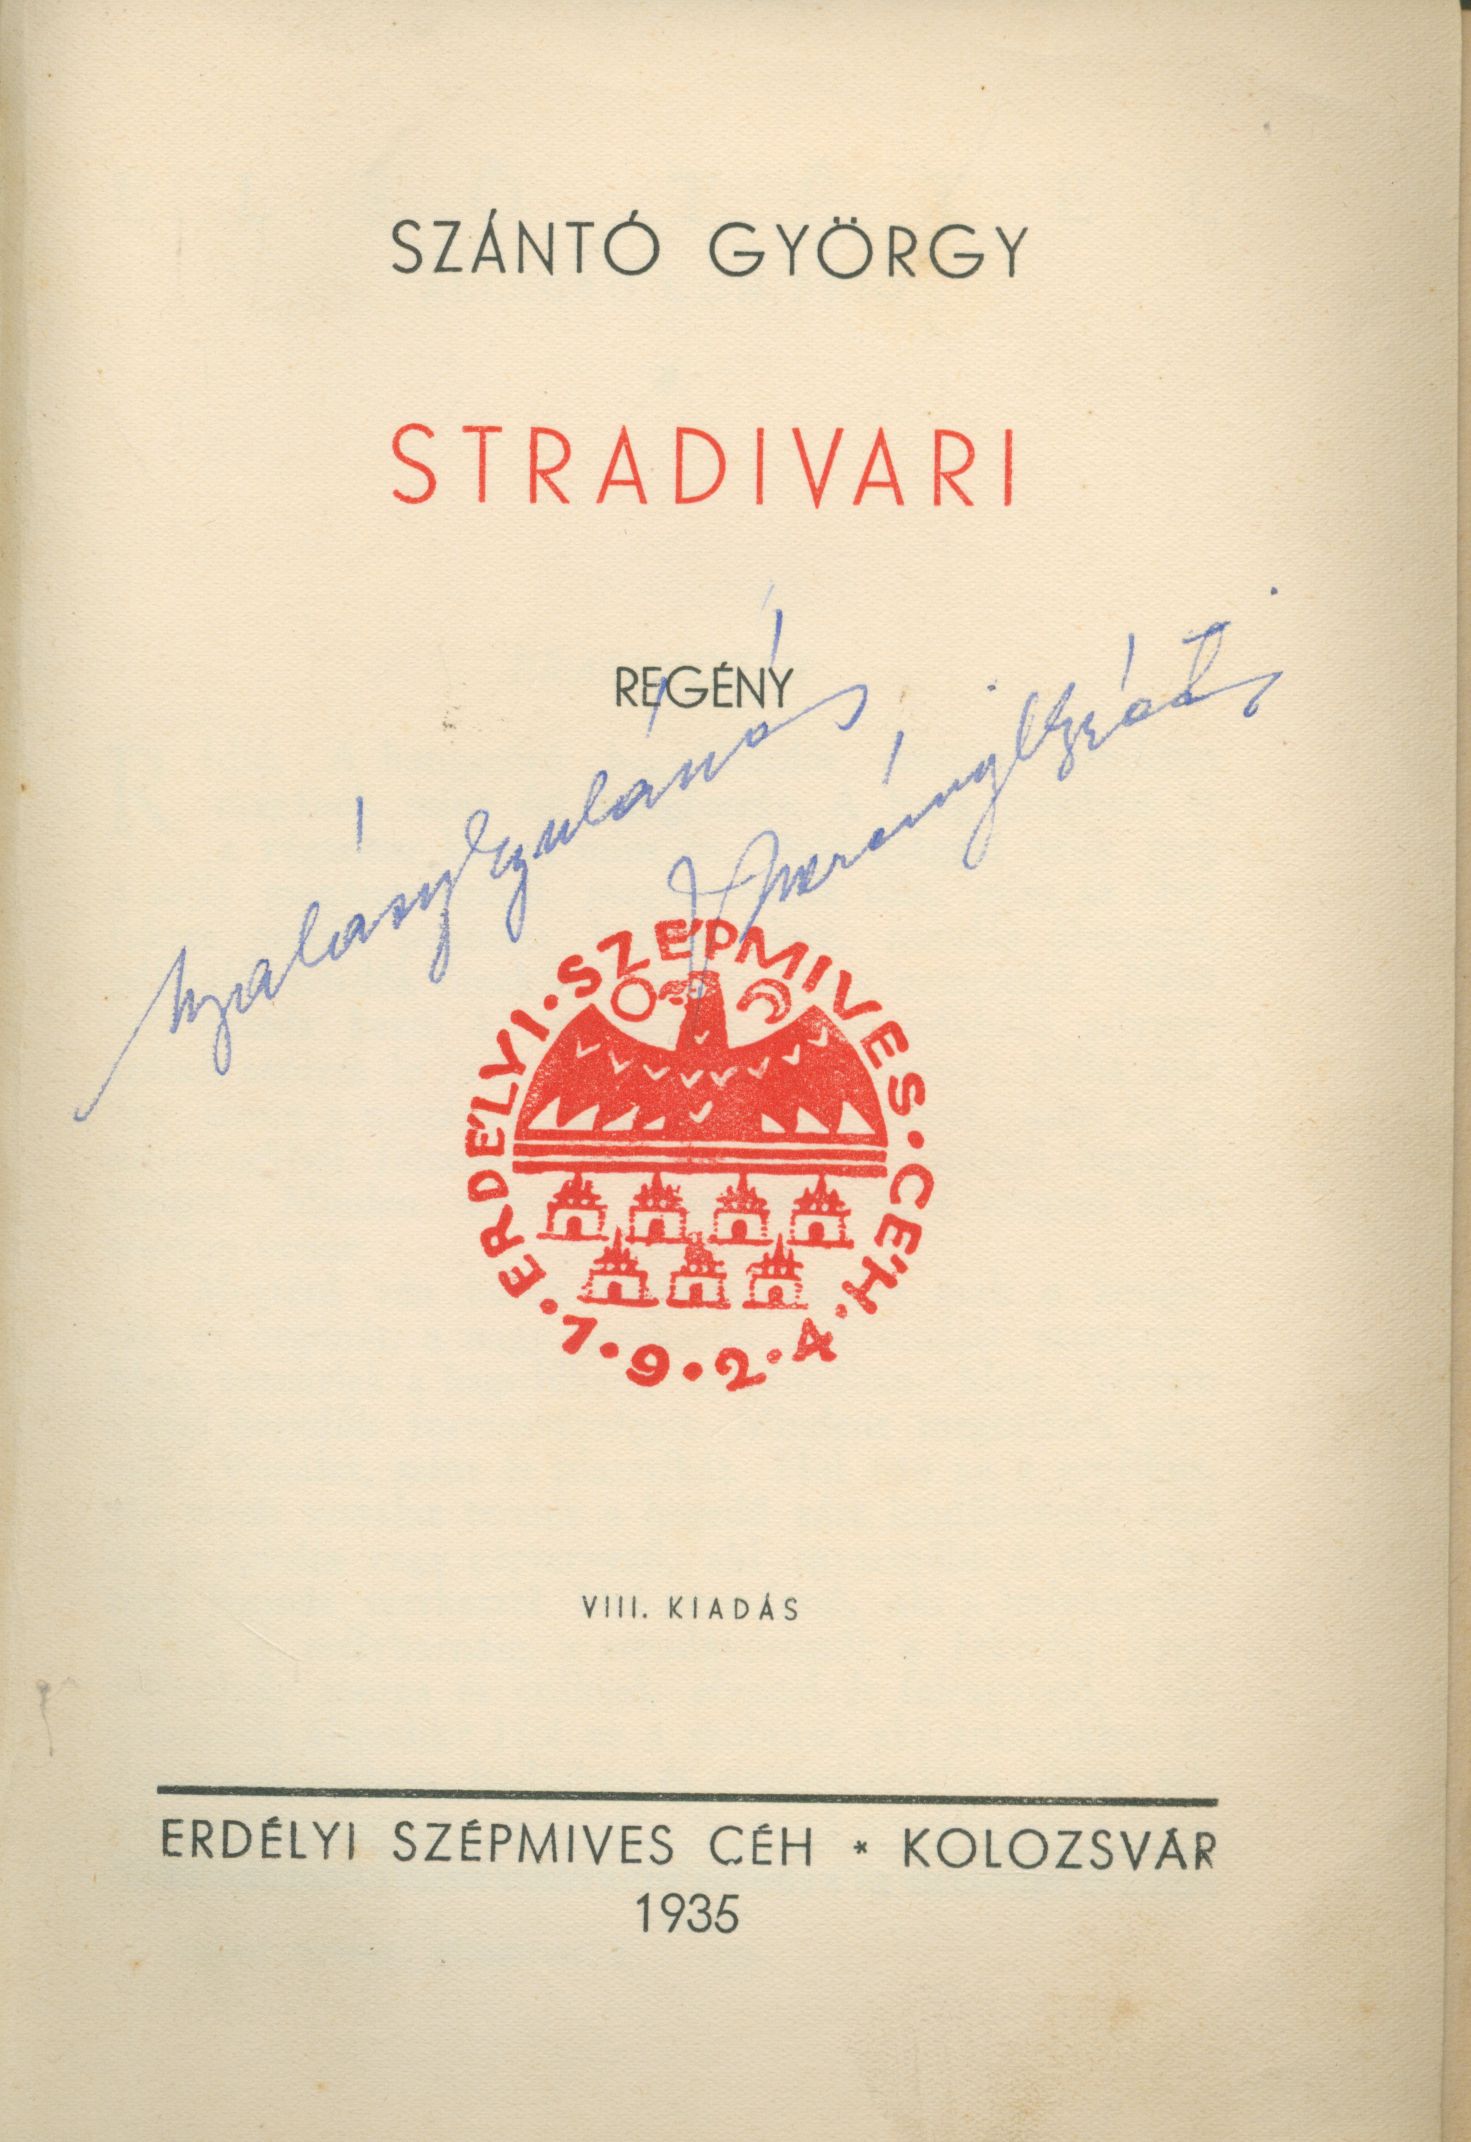 SZÁNTÓ GYÖRGY
STRADIVARI
REGÉNY
ERDÉLYI · SZÉPMIVES · CÉH · 1 · 9 · 2 · 4 ·
VIII. KIADÁS
ERDÉLYI SZÉPMIVES CÉH * KOLOZSVÁR
1935